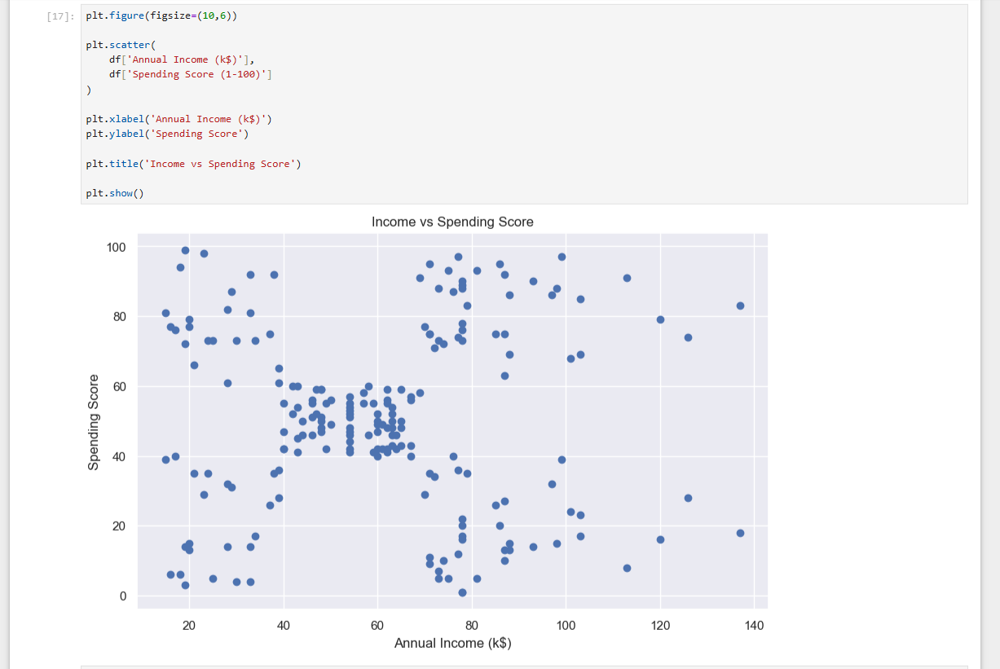 [17]: plt.figure(figsize=(10,6))
plt.scatter(
    df['Annual Income (k$)'],
    df['Spending Score (1-100)']
)
plt.xlabel('Annual Income (k$)')
plt.ylabel('Spending Score')
plt.title('Income vs Spending Score')
plt.show()
Income vs Spending Score
100
80
60
40
20
0
Spending Score
20 40 60 80 100 120 140
Annual Income (k$)